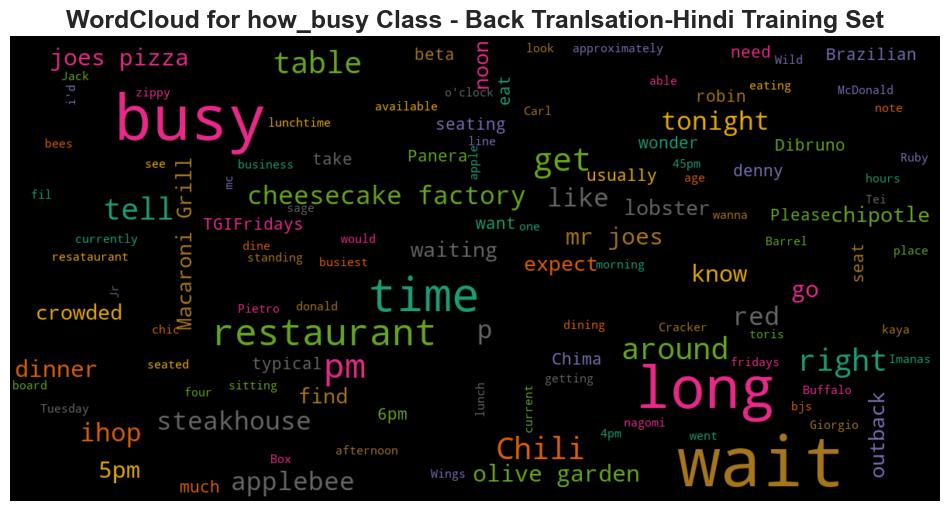 WordCloud for how_busy Class - Back Tranlsation-Hindi Training Set
joes pizza
table
beta
noon
look
approximately
need
Wild
Brazilian
Jack
i'd
zippy
busy
lunchtime
available
o'clock
eat
Carl
able
eating
McDonald
robin
note
seating
tonight
bees
line
wonder
Dibruno
see
business
take
Panera
apple
get
45pm
denny
Ruby
usually
age
hours
fil
mc
Macaroni Grill
cheesecake factory
like
Tei
tell
sage
lobster
wanna
Please
chipotle
TGIFridays
want
one
currently
would
mr joes
Barrel
resataurant
dine
standing
busiest
waiting
expect
morning
know
seat
place
Jr
time
go
crowded
Pietro
donald
red
chic
restaurant
p
dining
Cracker
toris
kaya
around
right
Imanas
dinner
seated
typical
pm
Chima
fridays
board
four
sitting
find
getting
long
Buffalo
Tuesday
steakhouse
6pm
lunch
current
nagomi
bjs
Giorgio
outback
ihop
4pm
went
afternoon
Chili
wait
5pm
Box
Wings
olive garden
much
applebee